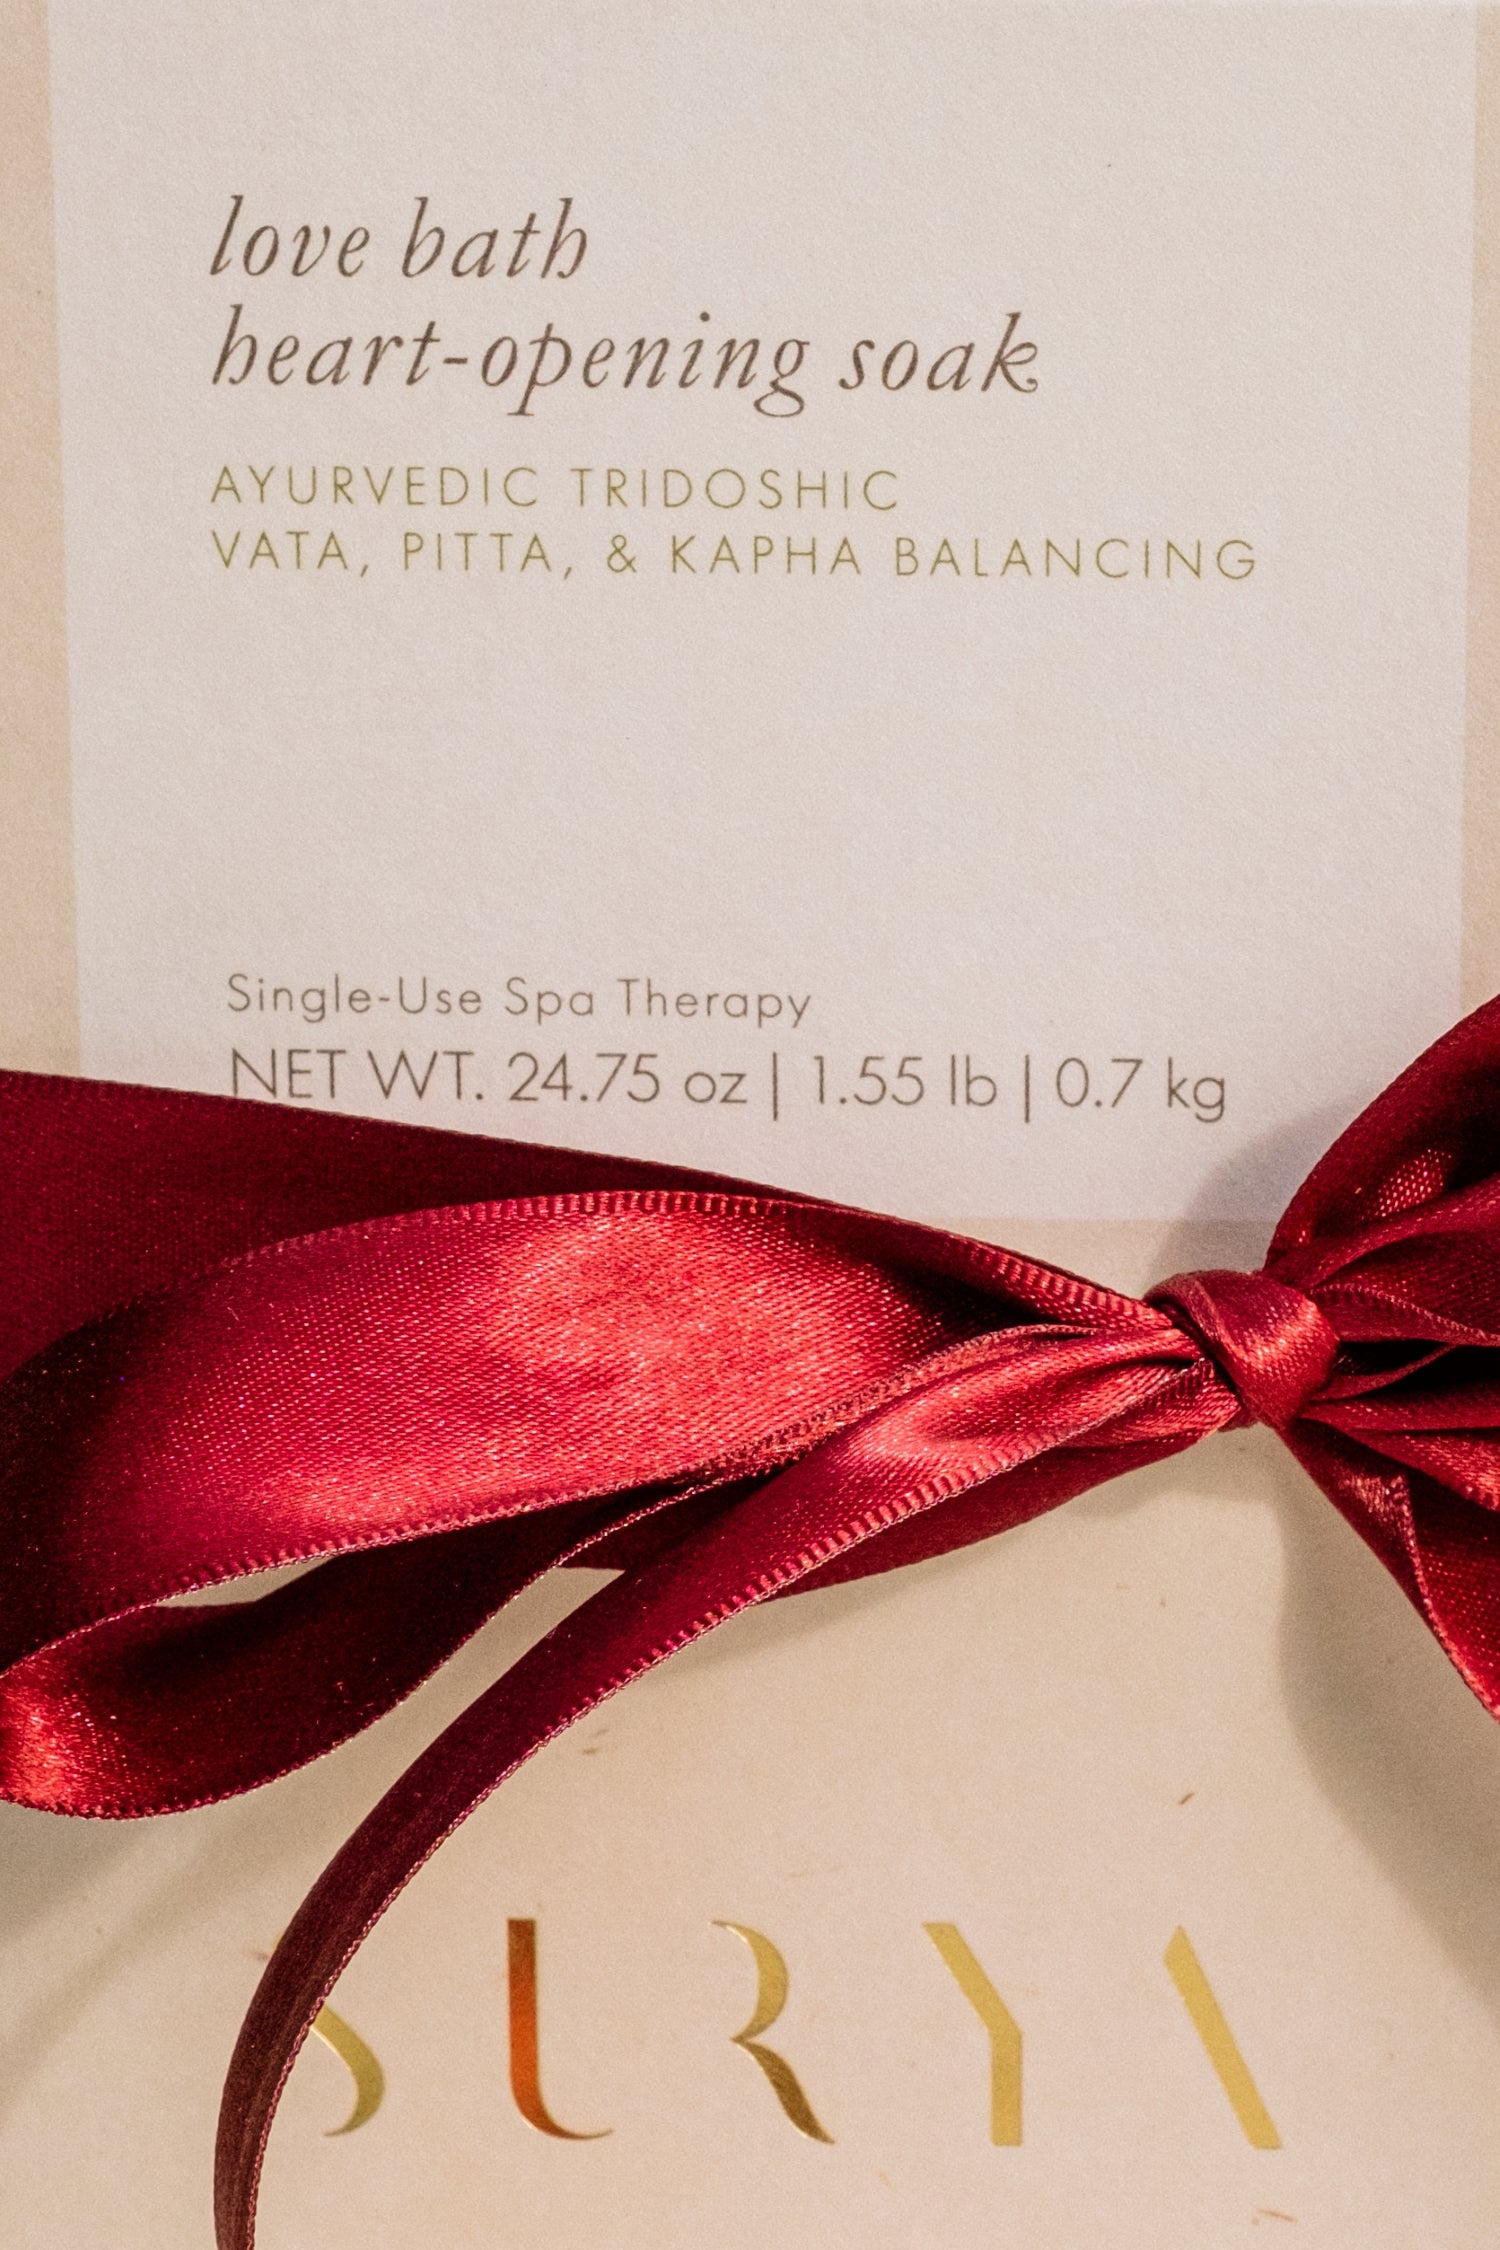 love bath
heart-opening soak
AYURVEDIC TRIDOSHIC
VATA, PITTA, & KAPHA BALANCING
Single-Use Spa Therapy
NET WT. 24.75 oz | 1.55 lb | 0.7 kg
SURYA